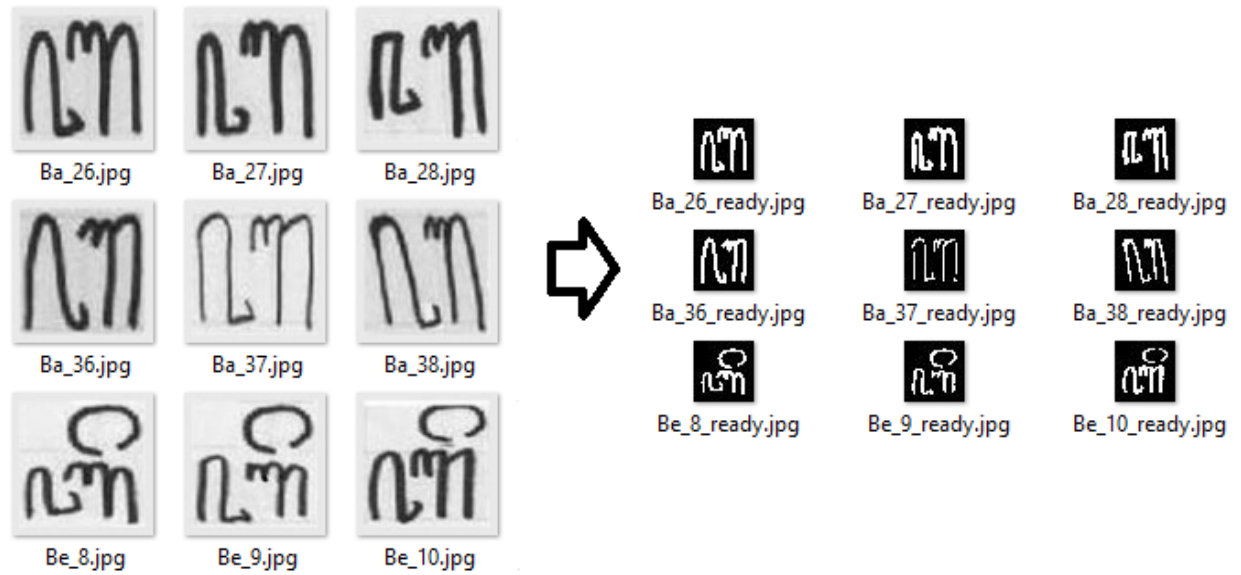 ꦧ ꦧ ꦧ
Ba_26.jpg Ba_27.jpg Ba_28.jpg
ꦧ ꦧ ꦧ
Ba_36.jpg Ba_37.jpg Ba_38.jpg
ꦧꦼ ꦧꦼ ꦧꦼ
Be_8.jpg Be_9.jpg Be_10.jpg
ꦧ ꦧ ꦧ
Ba_26_ready.jpg Ba_27_ready.jpg Ba_28_ready.jpg
ꦧ ꦧ ꦧ
Ba_36_ready.jpg Ba_37_ready.jpg Ba_38_ready.jpg
ꦧꦼ ꦧꦼ ꦧꦼ
Be_8_ready.jpg Be_9_ready.jpg Be_10_ready.jpg